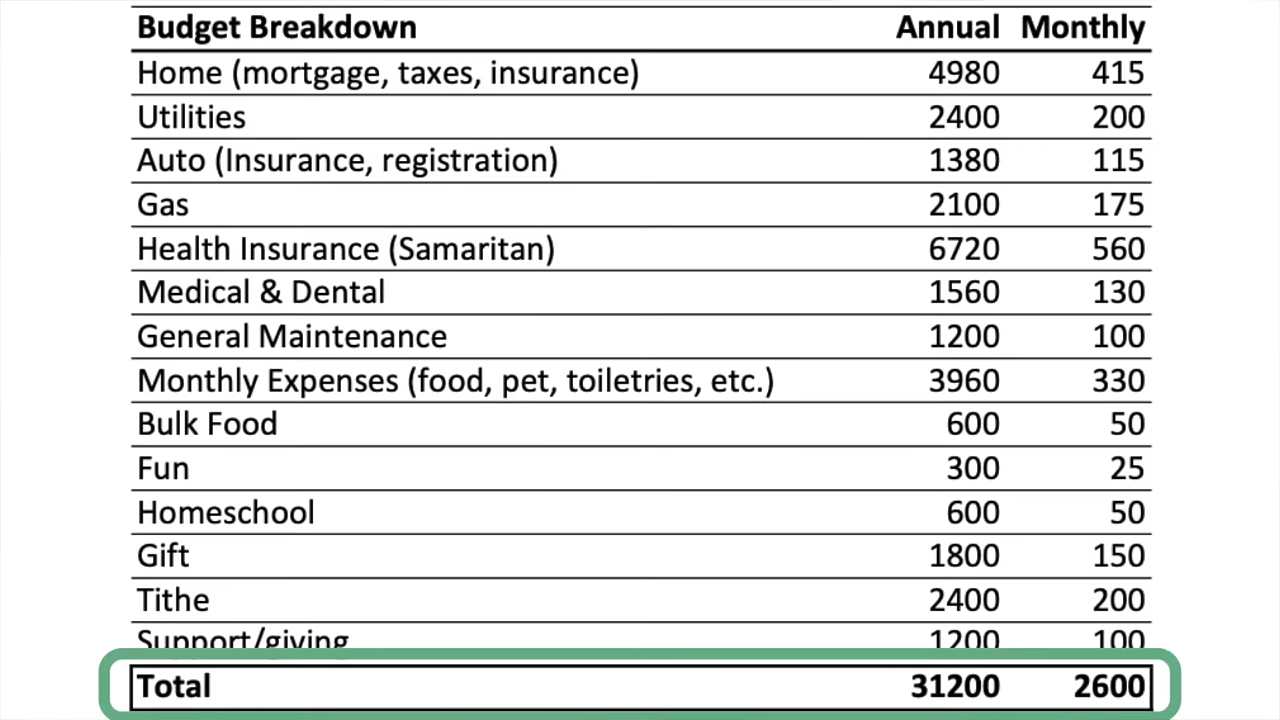 Budget Breakdown Annual Monthly
Home (mortgage, taxes, insurance) 4980 415
Utilities 2400 200
Auto (Insurance, registration) 1380 115
Gas 2100 175
Health Insurance (Samaritan) 6720 560
Medical & Dental 1560 130
General Maintenance 1200 100
Monthly Expenses (food, pet, toiletries, etc.) 3960 330
Bulk Food 600 50
Fun 300 25
Homeschool 600 50
Gift 1800 150
Tithe 2400 200
Support/giving 1200 100
Total 31200 2600